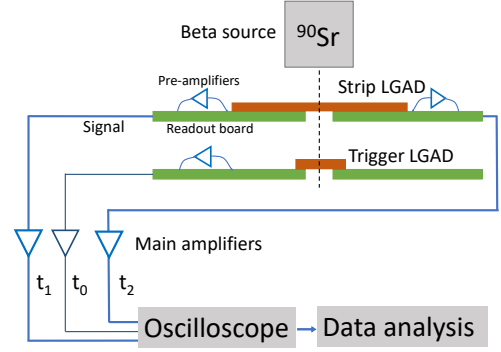 Beta source
⁹⁰Sr
Pre-amplifiers
Strip LGAD
Signal
Readout board
Trigger LGAD
Main amplifiers
t₁
t₀
t₂
Oscilloscope
Data analysis